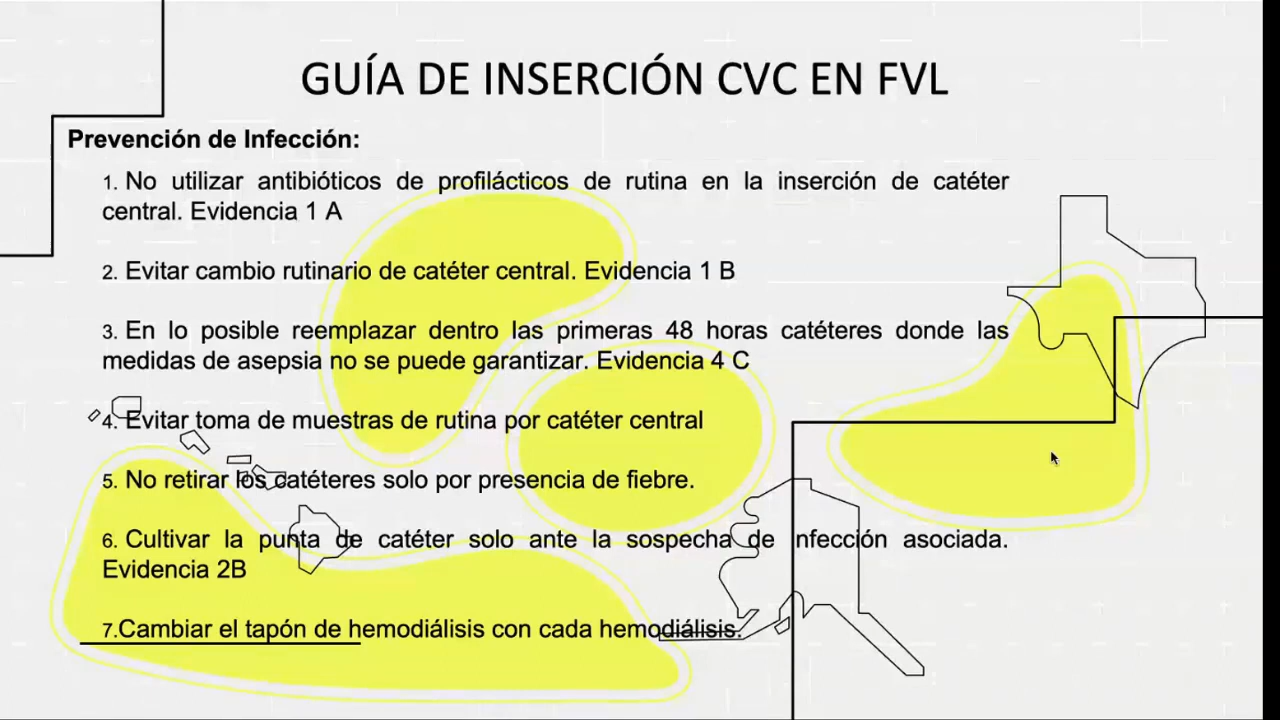 GUÍA DE INSERCIÓN CVC EN FVL
Prevención de Infección:
1. No utilizar antibióticos de profilácticos de rutina en la inserción de catéter
central. Evidencia 1 A
2. Evitar cambio rutinario de catéter central. Evidencia 1 B
3. En lo posible reemplazar dentro las primeras 48 horas catéteres donde las
medidas de asepsia no se puede garantizar. Evidencia 4 C
4. Evitar toma de muestras de rutina por catéter central
5. No retirar los catéteres solo por presencia de fiebre.
6. Cultivar la punta de catéter solo ante la sospecha de infección asociada.
Evidencia 2B
7.Cambiar el tapón de hemodiálisis con cada hemodiálisis.